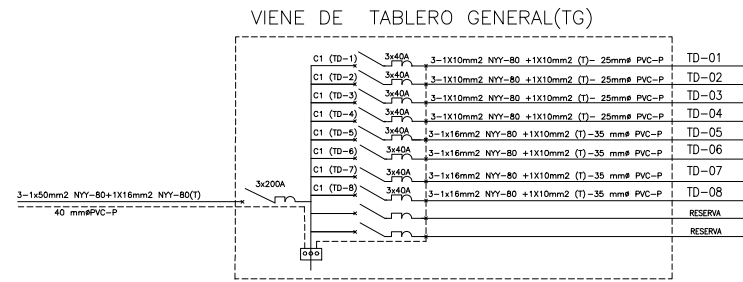 VIENE DE TABLERO GENERAL(TG)
C1 (TD-1) 3x40A 3-1X10mm2 NYY-80 +1X10mm2 (T)- 25mmø PVC-P TD-01
C1 (TD-2) 3x40A 3-1X10mm2 NYY-80 +1X10mm2 (T)- 25mmø PVC-P TD-02
C1 (TD-3) 3x40A 3-1X10mm2 NYY-80 +1X10mm2 (T)- 25mmø PVC-P TD-03
C1 (TD-4) 3x40A 3-1X10mm2 NYY-80 +1X10mm2 (T)- 25mmø PVC-P TD-04
C1 (TD-5) 3x40A 3-1x16mm2 NYY-80 +1X10mm2 (T)-35 mmø PVC-P TD-05
C1 (TD-6) 3x40A 3-1x16mm2 NYY-80 +1X10mm2 (T)-35 mmø PVC-P TD-06
C1 (TD-7) 3x40A 3-1x16mm2 NYY-80 +1X10mm2 (T)-35 mmø PVC-P TD-07
C1 (TD-8) 3x40A 3-1x16mm2 NYY-80 +1X10mm2 (T)-35 mmø PVC-P TD-08
3-1x50mm2 NYY-80+1X16mm2 NYY-80(T) 3x200A
40 mmøPVC-P
RESERVA
RESERVA